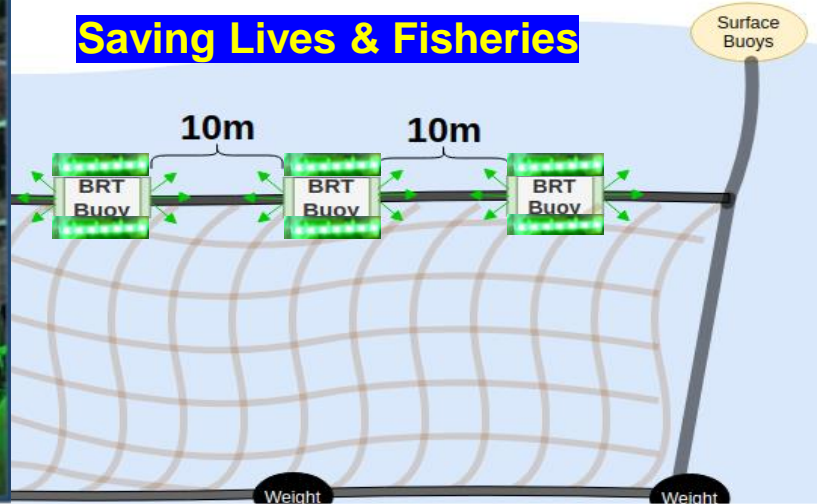 Saving Lives & Fisheries
Surface
Buoys
10m
10m
BRT
Buoy
BRT
Buoy
BRT
Buoy
Weight
Weight